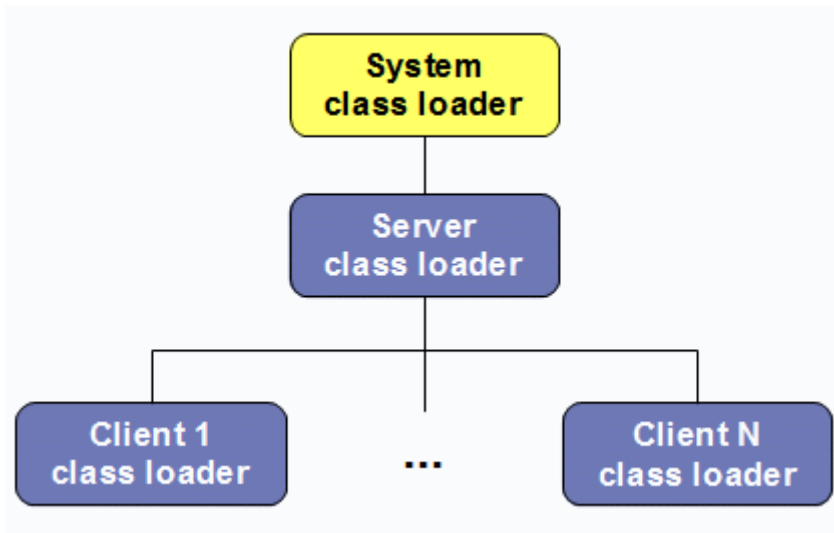 System
class loader
Server
class loader
Client 1
class loader
...
Client N
class loader